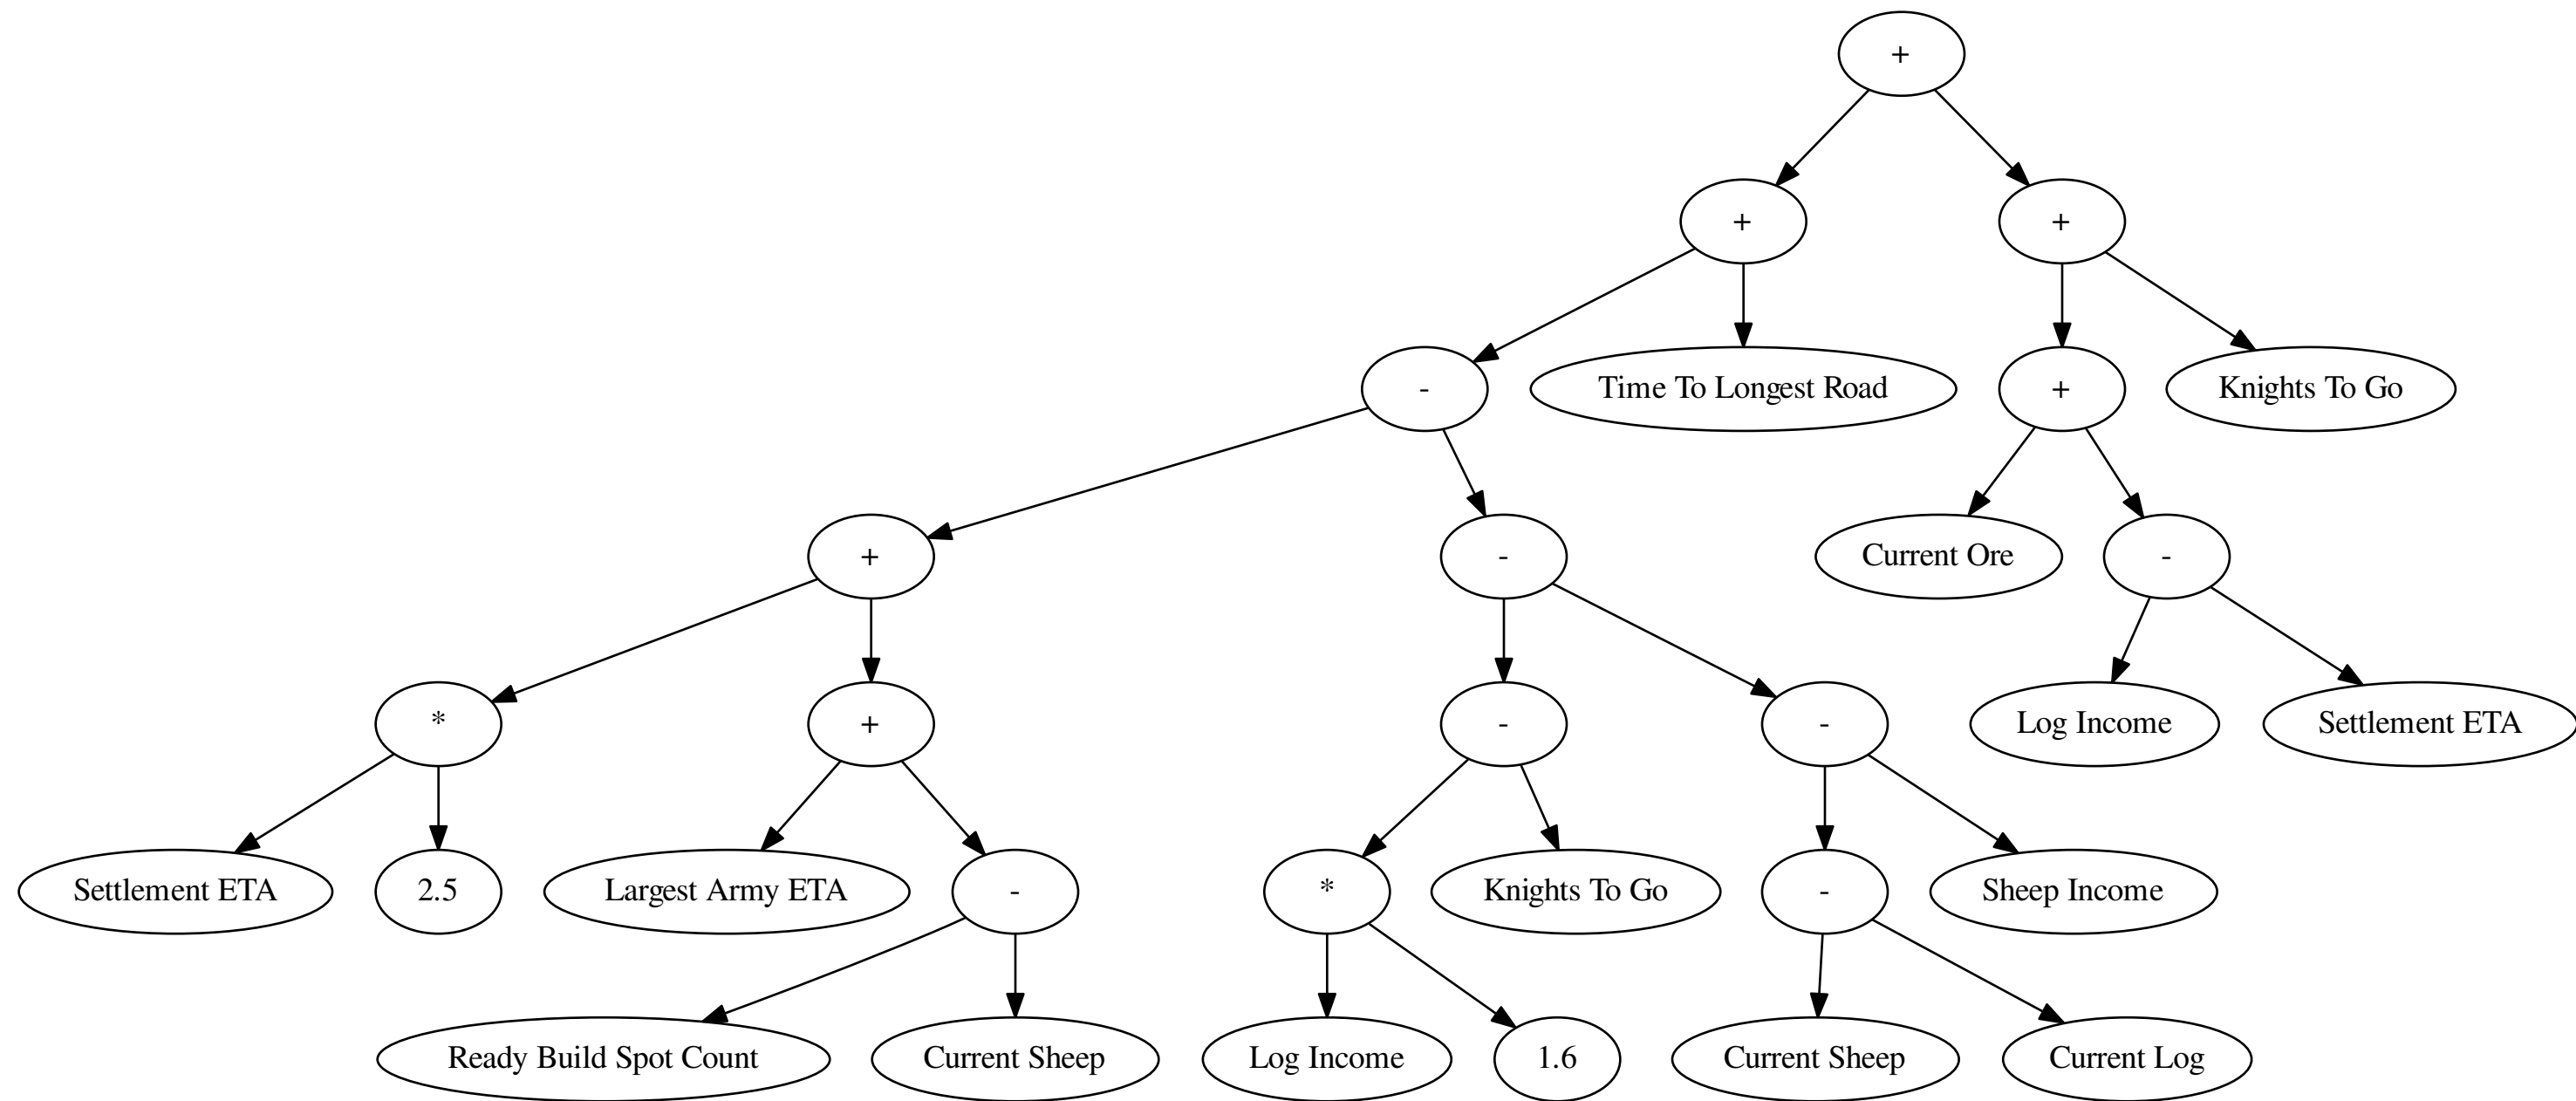 +
+
+
-
Time To Longest Road
+
Knights To Go
+
-
Current Ore
-
*
+
-
-
Log Income
Settlement ETA
Settlement ETA
2.5
Largest Army ETA
-
*
Knights To Go
-
Sheep Income
Ready Build Spot Count
Current Sheep
Log Income
1.6
Current Sheep
Current Log